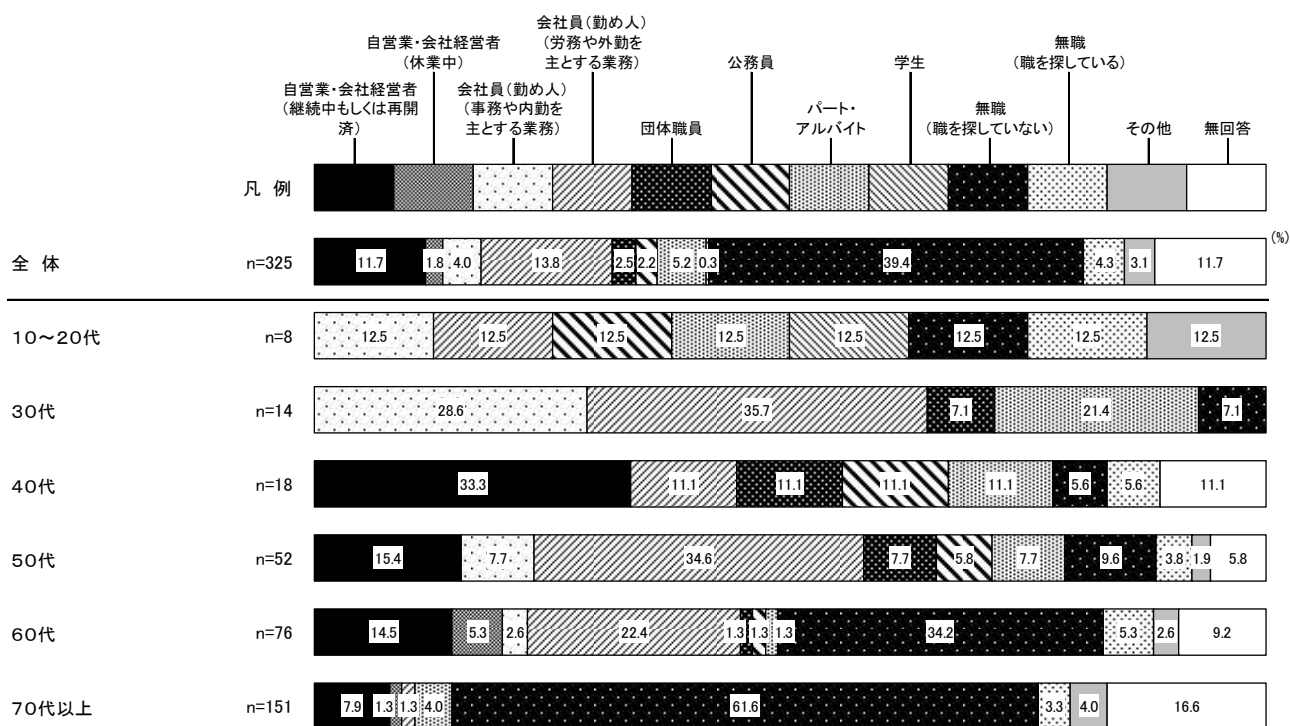 自営業・会社経営者
(継続中もしくは再開
済)
自営業・会社経営者
(休業中)
会社員(勤め人)
(事務や内勤を
主とする業務)
会社員(勤め人)
(労務や外勤を
主とする業務)
団体職員
公務員
パート・
アルバイト
学生
無職
(職を探していない)
無職
(職を探している)
その他
無回答
凡 例
(%)
全 体 n=325 11.7 1.8 4.0 13.8 2.5 2.2 5.2 0.3 39.4 4.3 3.1 11.7
10~20代 n=8 12.5 12.5 12.5 12.5 12.5 12.5 12.5 12.5
30代 n=14 28.6 35.7 7.1 21.4 7.1
40代 n=18 33.3 11.1 11.1 11.1 11.1 5.6 5.6 11.1
50代 n=52 15.4 7.7 34.6 7.7 5.8 7.7 9.6 3.8 1.9 5.8
60代 n=76 14.5 5.3 2.6 22.4 1.3 1.3 1.3 34.2 5.3 2.6 9.2
70代以上 n=151 7.9 1.3 1.3 4.0 61.6 3.3 4.0 16.6